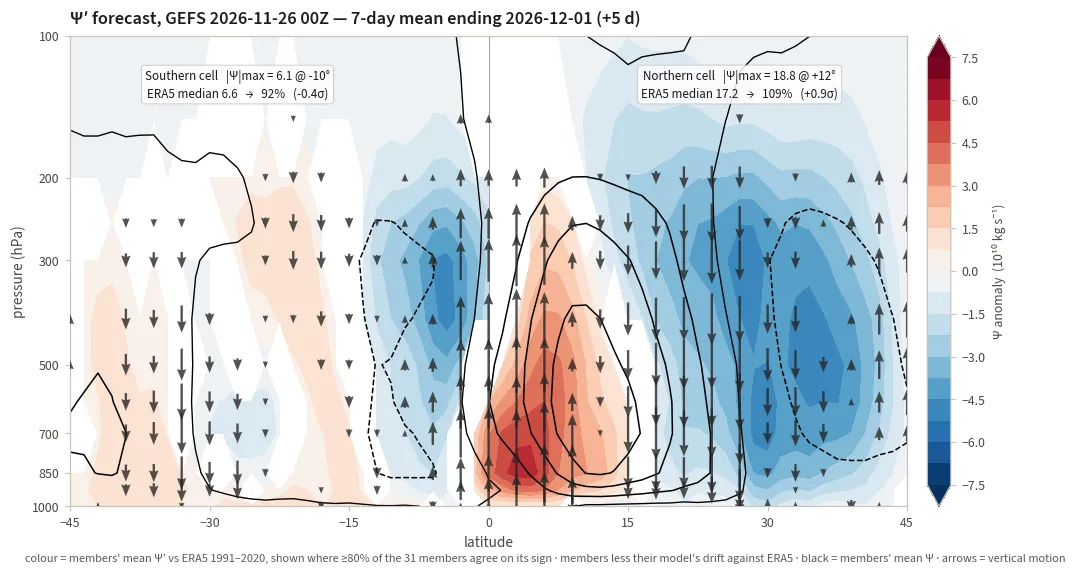 Ψ′ forecast, GEFS 2026-11-26 00Z — 7-day mean ending 2026-12-01 (+5 d)
Southern cell |Ψ|max = 6.1 @ -10°
ERA5 median 6.6 → 92% (-0.4σ)
Northern cell |Ψ|max = 18.8 @ +12°
ERA5 median 17.2 → 109% (+0.9σ)
pressure (hPa)
100
200
300
400
500
700
850
1000
−45
−30
−15
0
15
30
45
latitude
7.5
6.0
4.5
3.0
1.5
0.0
−1.5
−3.0
−4.5
−6.0
−7.5
Ψ anomaly (10¹⁰ kg s⁻¹)
colour = members' mean Ψ′ vs ERA5 1991–2020, shown where ≥80% of the 31 members agree on its sign · members less their model's drift against ERA5 · black = members' mean Ψ · arrows = vertical motion